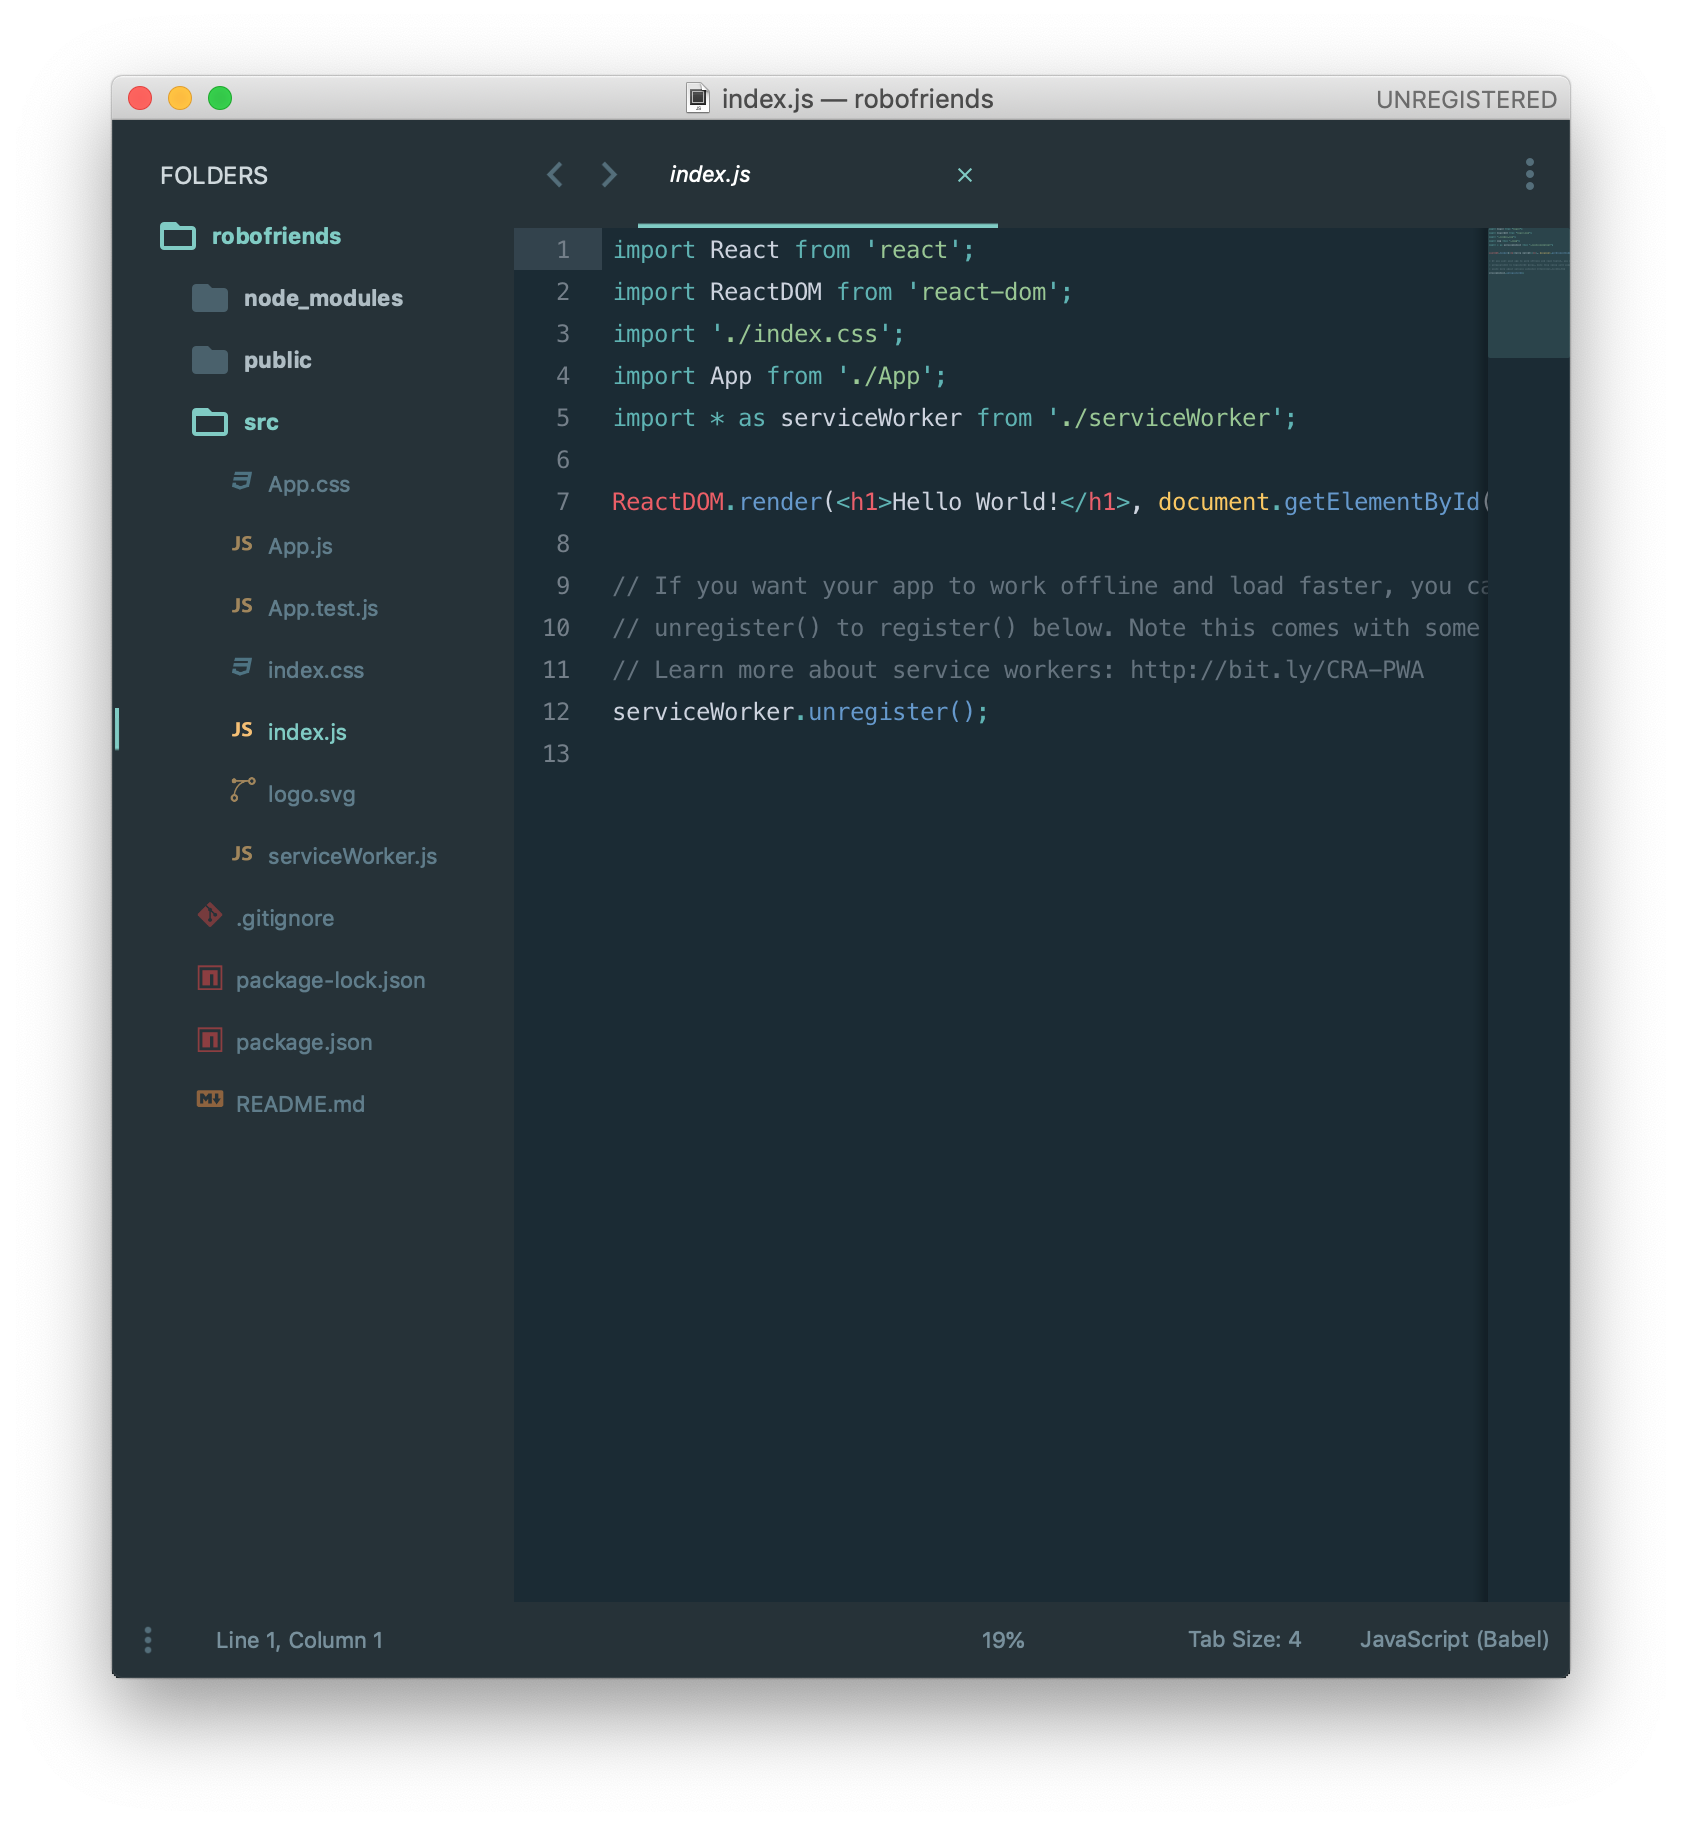 index.js — robofriends
UNREGISTERED
FOLDERS
robofriends
node_modules
public
src
App.css
JS App.js
JS App.test.js
index.css
JS index.js
logo.svg
JS serviceWorker.js
.gitignore
package-lock.json
package.json
README.md
index.js ×
1 import React from 'react';
2 import ReactDOM from 'react-dom';
3 import './index.css';
4 import App from './App';
5 import * as serviceWorker from './serviceWorker';
6
7 ReactDOM.render(<h1>Hello World!</h1>, document.getElementById(
8
9 // If you want your app to work offline and load faster, you ca
10 // unregister() to register() below. Note this comes with some
11 // Learn more about service workers: http://bit.ly/CRA-PWA
12 serviceWorker.unregister();
13
Line 1, Column 1
19%
Tab Size: 4
JavaScript (Babel)